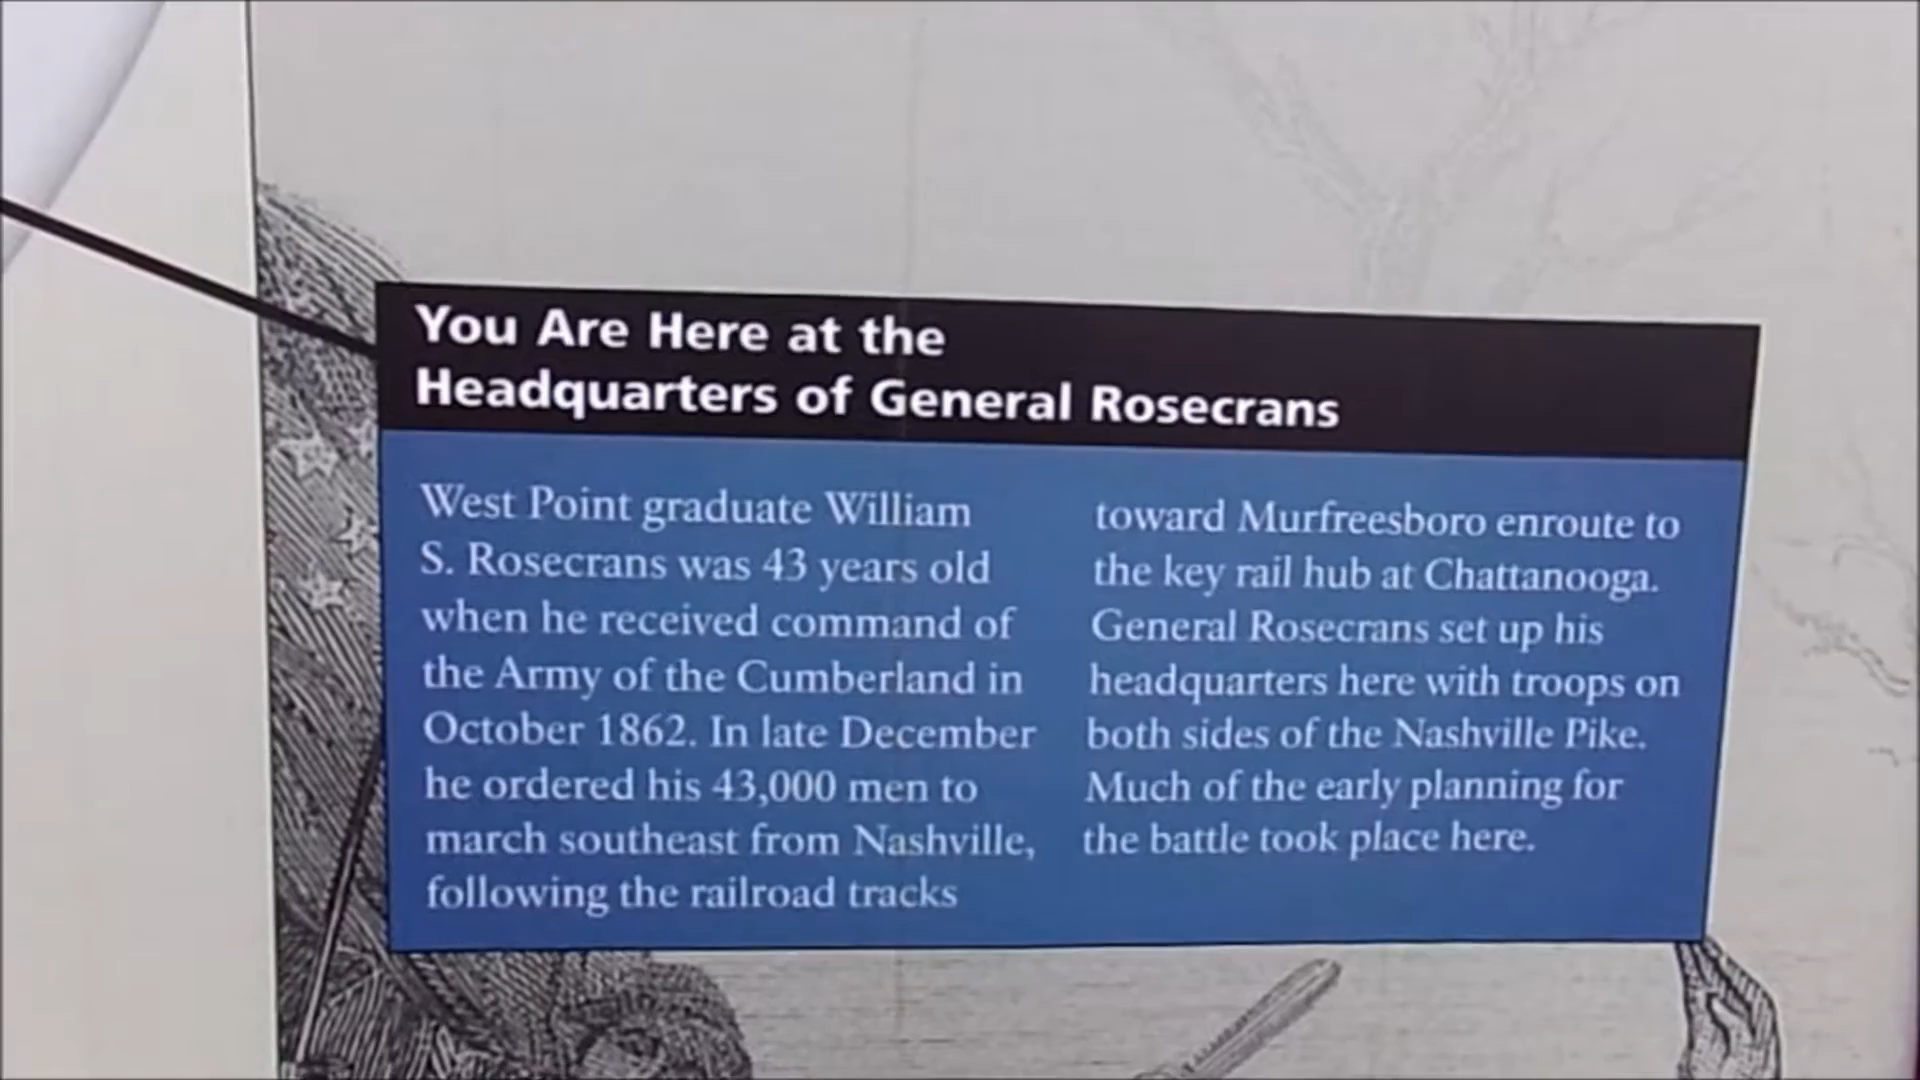 You Are Here at the
Headquarters of General Rosecrans
West Point graduate William
S. Rosecrans was 43 years old
when he received command of
the Army of the Cumberland in
October 1862. In late December
he ordered his 43,000 men to
march southeast from Nashville,
following the railroad tracks
toward Murfreesboro enroute to
the key rail hub at Chattanooga.
General Rosecrans set up his
headquarters here with troops on
both sides of the Nashville Pike.
Much of the early planning for
the battle took place here.